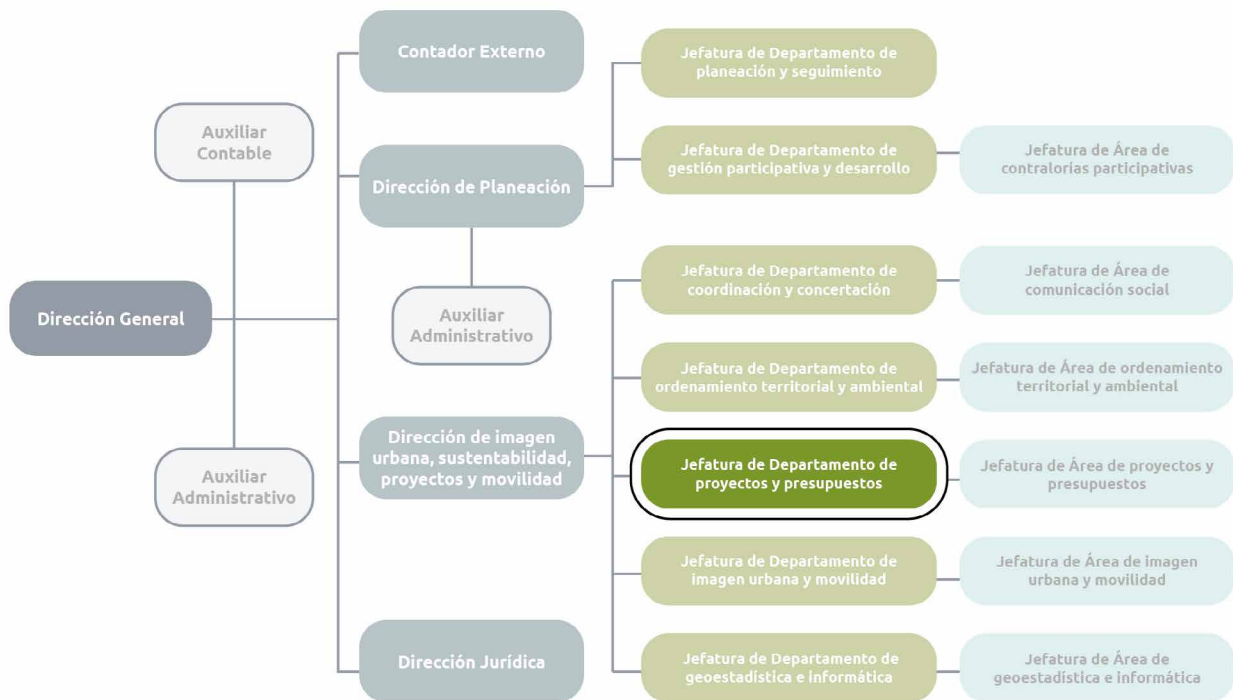 Contador Externo
Jefatura de Departamento de
planeación y seguimiento
Auxiliar
Contable
Jefatura de Departamento de
gestión participativa y desarrollo
Jefatura de Área de
contralorías participativas
Dirección de Planeación
Jefatura de Departamento de
coordinación y concertación
Jefatura de Área de
comunicación social
Dirección General
Auxiliar
Administrativo
Jefatura de Departamento de
ordenamiento territorial y ambiental
Jefatura de Área de ordenamiento
territorial y ambiental
Dirección de imagen
urbana, sustentabilidad,
proyectos y movilidad
Jefatura de Departamento de
proyectos y presupuestos
Jefatura de Área de proyectos y
presupuestos
Auxiliar
Administrativo
Jefatura de Departamento de
imagen urbana y movilidad
Jefatura de Área de imagen
urbana y movilidad
Dirección Jurídica
Jefatura de Departamento de
geoestadística e informática
Jefatura de Área de
geoestadística e informática